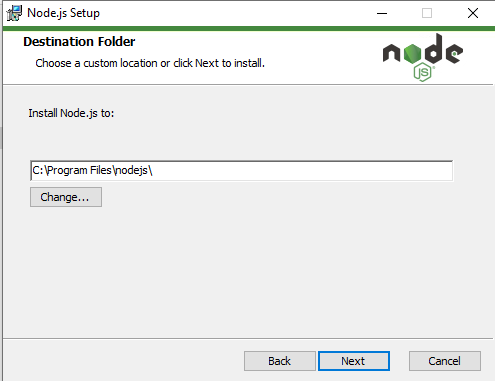 Node.js Setup
Destination Folder
Choose a custom location or click Next to install.
node
JS
Install Node.js to:
C:\Program Files\nodejs\
Change...
Back
Next
Cancel